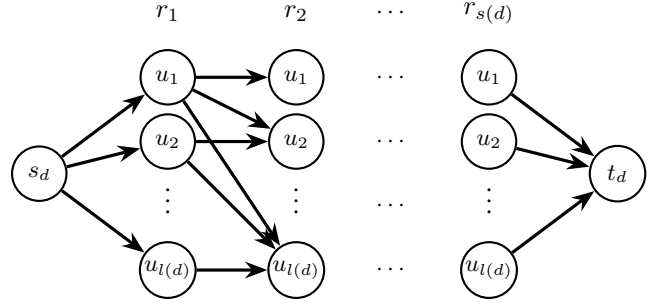 r_1 r_2 ⋯ r_{s(d)}
u_1 u_1 ⋯ u_1
u_2 u_2 ⋯ u_2
s_d t_d
⋮ ⋮ ⋯ ⋮
u_{l(d)} u_{l(d)} ⋯ u_{l(d)}